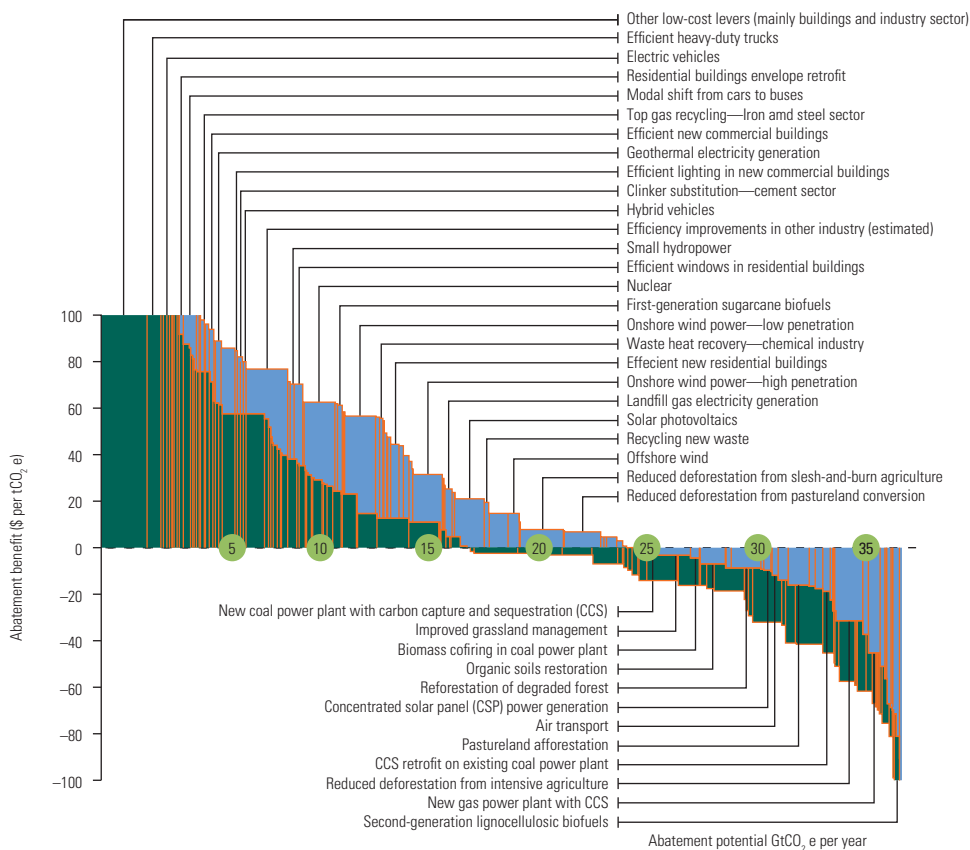 Other low-cost levers (mainly buildings and industry sector)
Efficient heavy-duty trucks
Electric vehicles
Residential buildings envelope retrofit
Modal shift from cars to buses
Top gas recycling—Iron amd steel sector
Efficient new commercial buildings
Geothermal electricity generation
Efficient lighting in new commercial buildings
Clinker substitution—cement sector
Hybrid vehicles
Efficiency improvements in other industry (estimated)
Small hydropower
Efficient windows in residential buildings
Nuclear
First-generation sugarcane biofuels
Onshore wind power—low penetration
Waste heat recovery—chemical industry
Effecient new residential buildings
Onshore wind power—high penetration
Landfill gas electricity generation
Solar photovoltaics
Recycling new waste
Offshore wind
Reduced deforestation from slesh-and-burn agriculture
Reduced deforestation from pastureland conversion
Abatement benefit ($ per tCO₂ e)
100
80
60
40
20
0
–20
–40
–60
–80
–100
5
10
15
20
25
30
35
New coal power plant with carbon capture and sequestration (CCS)
Improved grassland management
Biomass cofiring in coal power plant
Organic soils restoration
Reforestation of degraded forest
Concentrated solar panel (CSP) power generation
Air transport
Pastureland afforestation
CCS retrofit on existing coal power plant
Reduced deforestation from intensive agriculture
New gas power plant with CCS
Second-generation lignocellulosic biofuels
Abatement potential GtCO₂ e per year